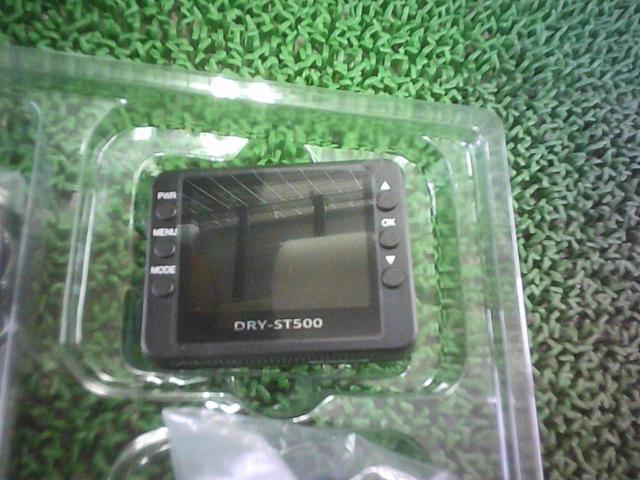 PWR
MENU
MODE
▲
OK
▼
DRY-ST500